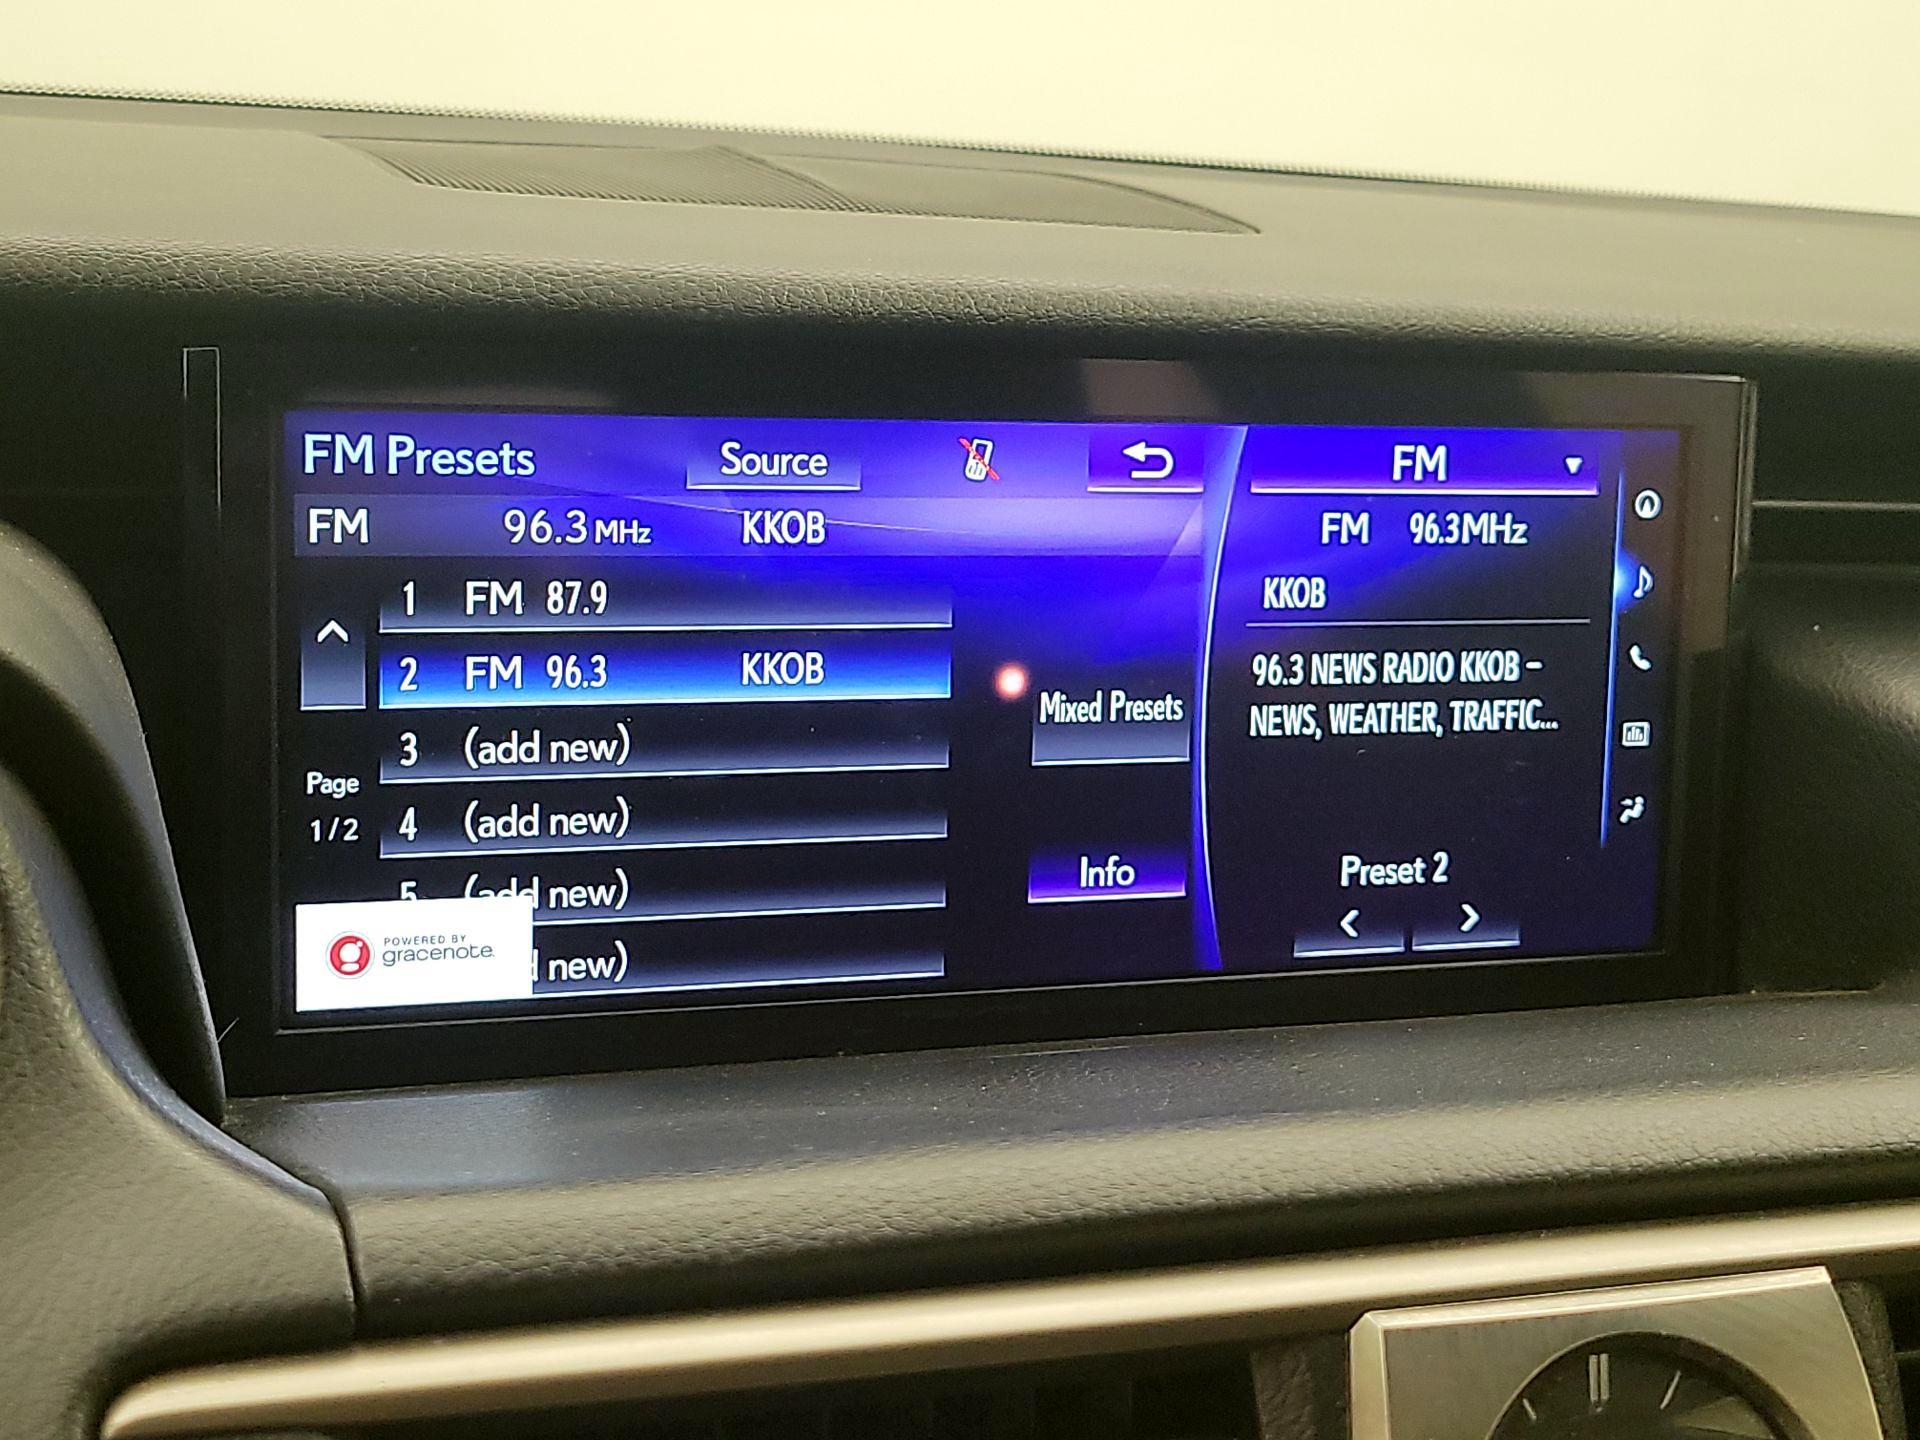 FM Presets
Source
FM 96.3 MHz KKOB
1 FM 87.9
2 FM 96.3 KKOB
3 (add new)
4 (add new)
5 (add new)
new)
Page
1/2
POWERED BY
gracenote
Mixed Presets
Info
FM
FM 96.3MHz
KKOB
96.3 NEWS RADIO KKOB –
NEWS, WEATHER, TRAFFIC...
Preset 2